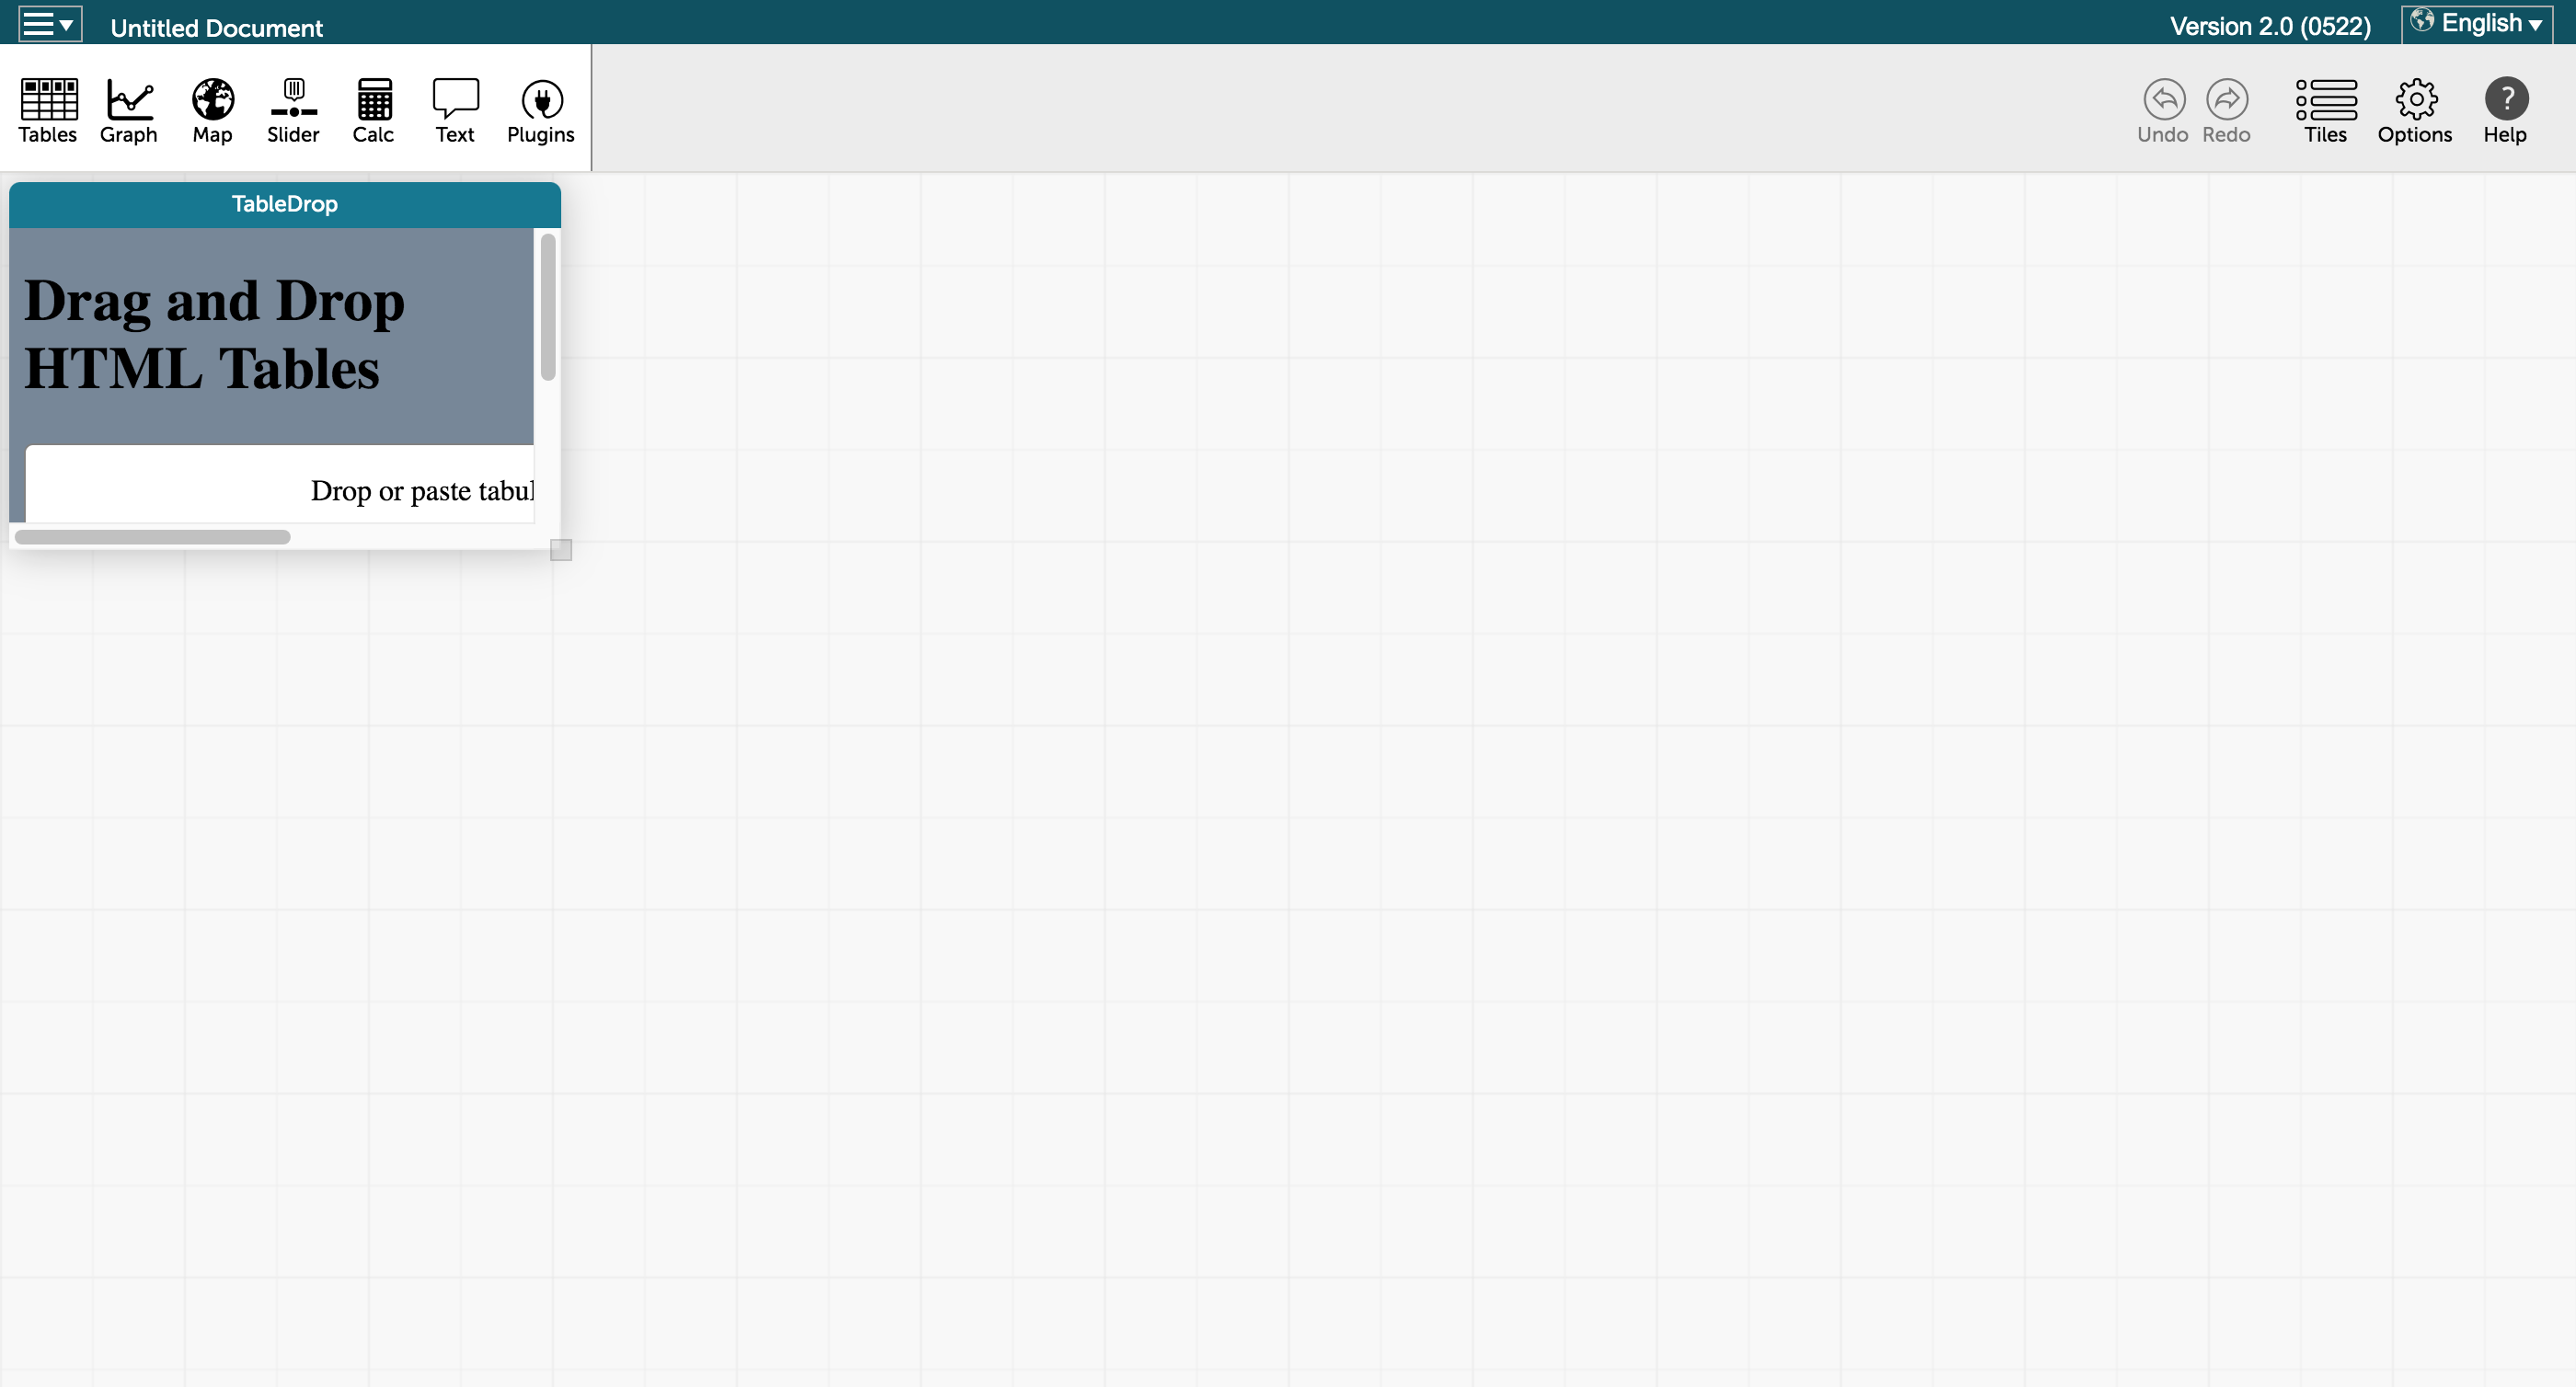 Untitled Document
Version 2.0 (0522)
English
Tables Graph Map Slider Calc Text Plugins
Undo Redo Tiles Options Help
TableDrop
Drag and Drop
HTML Tables
Drop or paste tabul